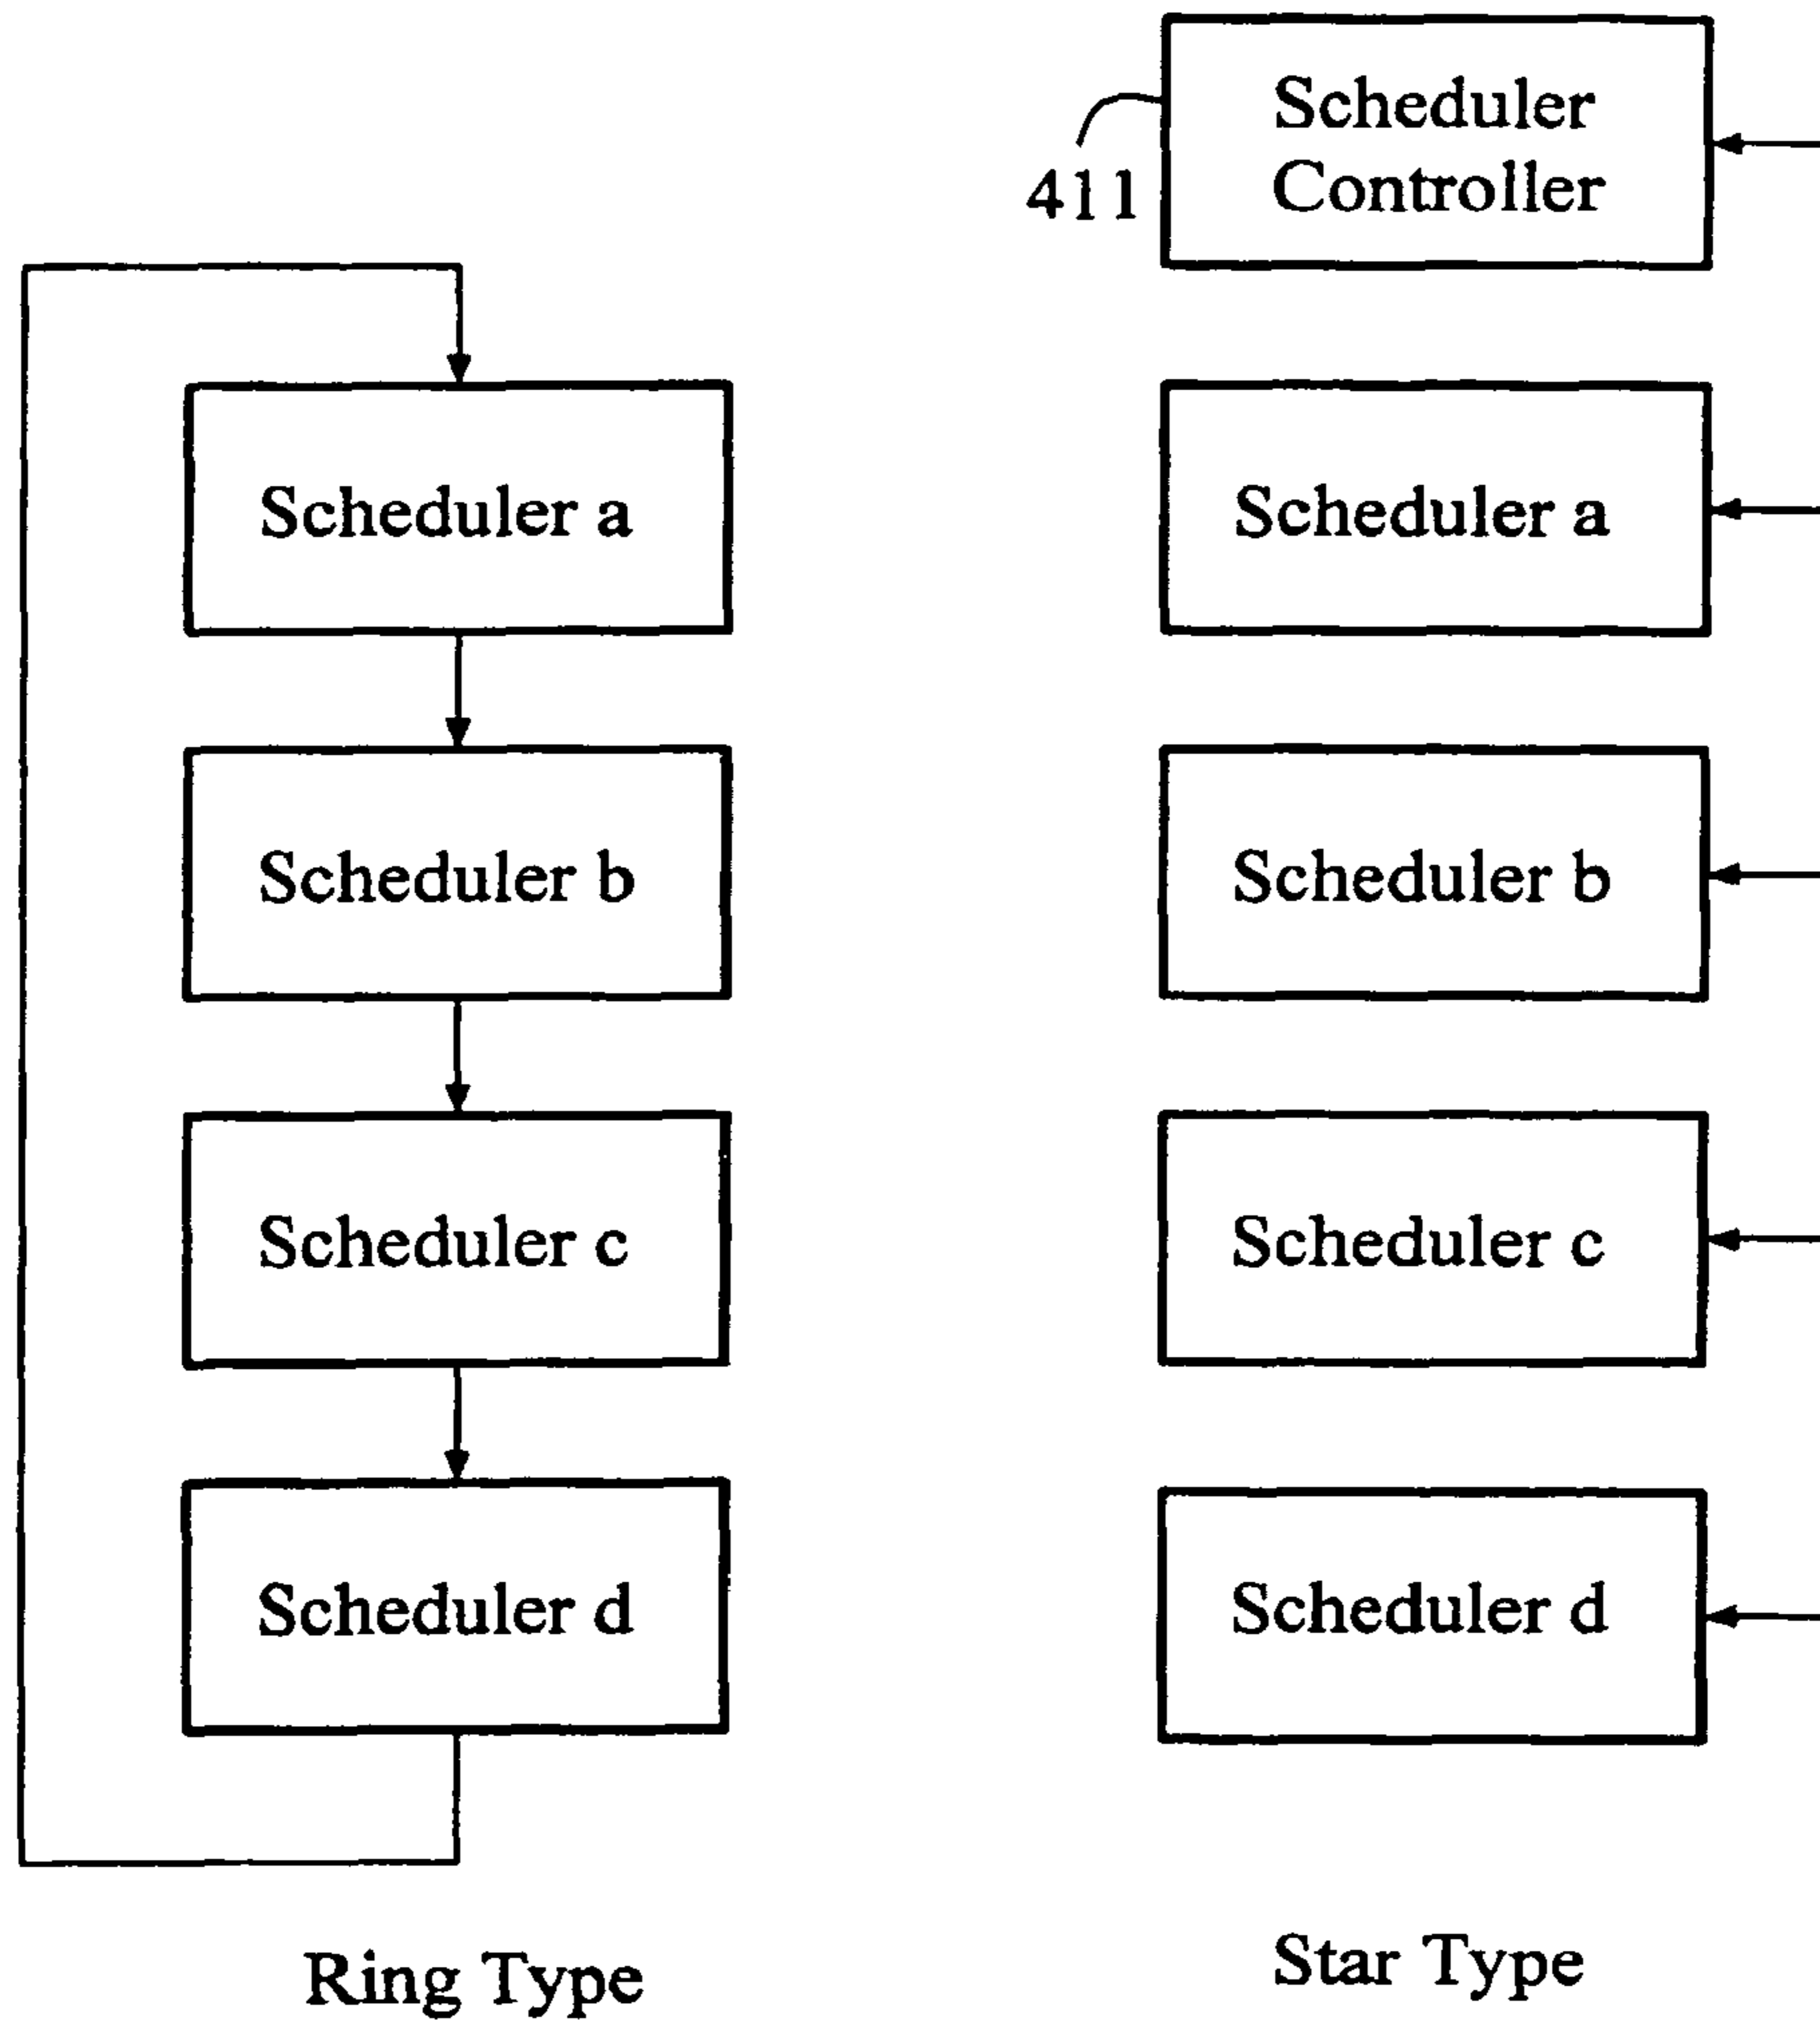 Scheduler a
Scheduler b
Scheduler c
Scheduler d
Ring Type
411
Scheduler
Controller
Scheduler a
Scheduler b
Scheduler c
Scheduler d
Star Type